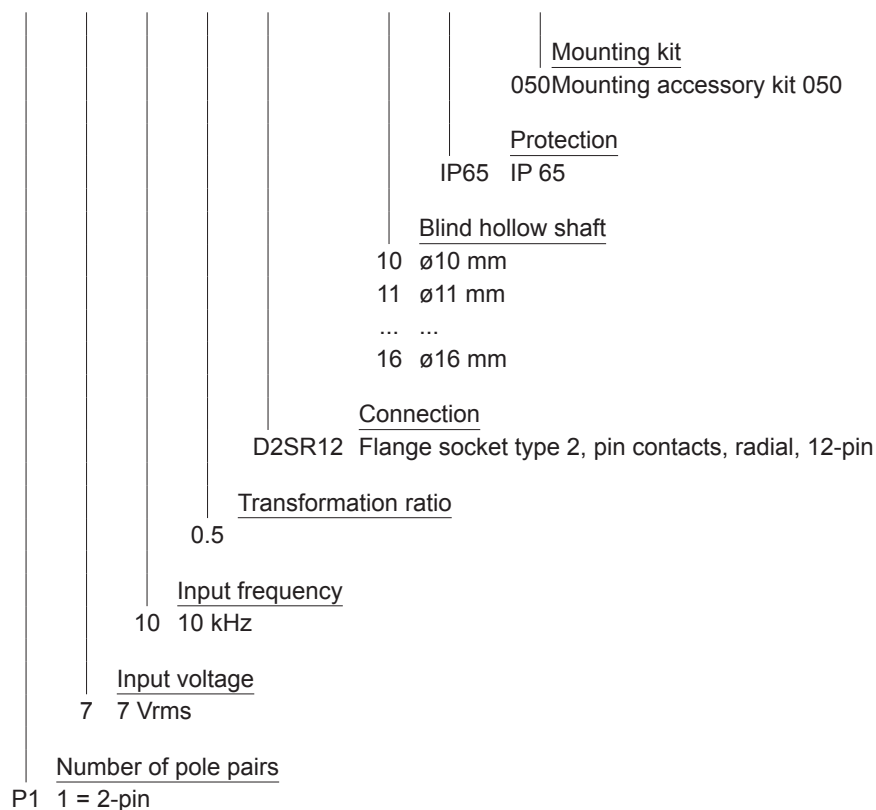 Mounting kit
050Mounting accessory kit 050
Protection
IP65 IP 65
Blind hollow shaft
10 ø10 mm
11 ø11 mm
... ...
16 ø16 mm
Connection
D2SR12 Flange socket type 2, pin contacts, radial, 12-pin
Transformation ratio
0.5
Input frequency
10 10 kHz
Input voltage
7 7 Vrms
Number of pole pairs
P1 1 = 2-pin